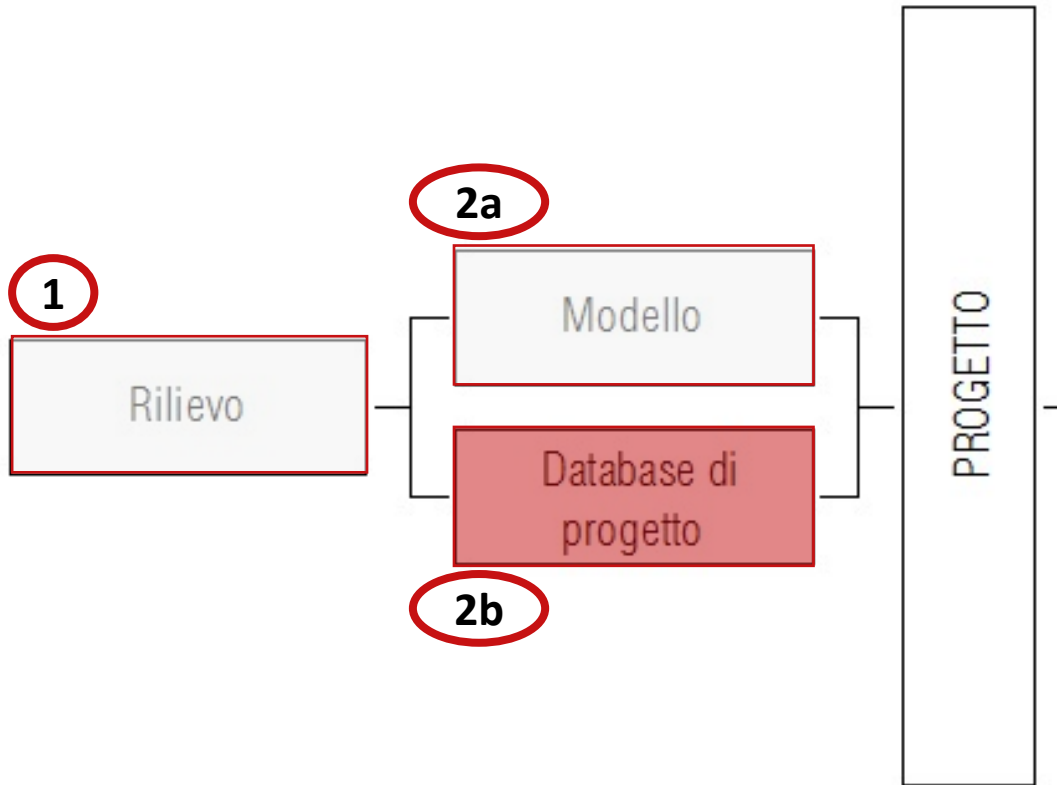 1
Rilievo
2a
Modello
Database di
progetto
2b
PROGETTO